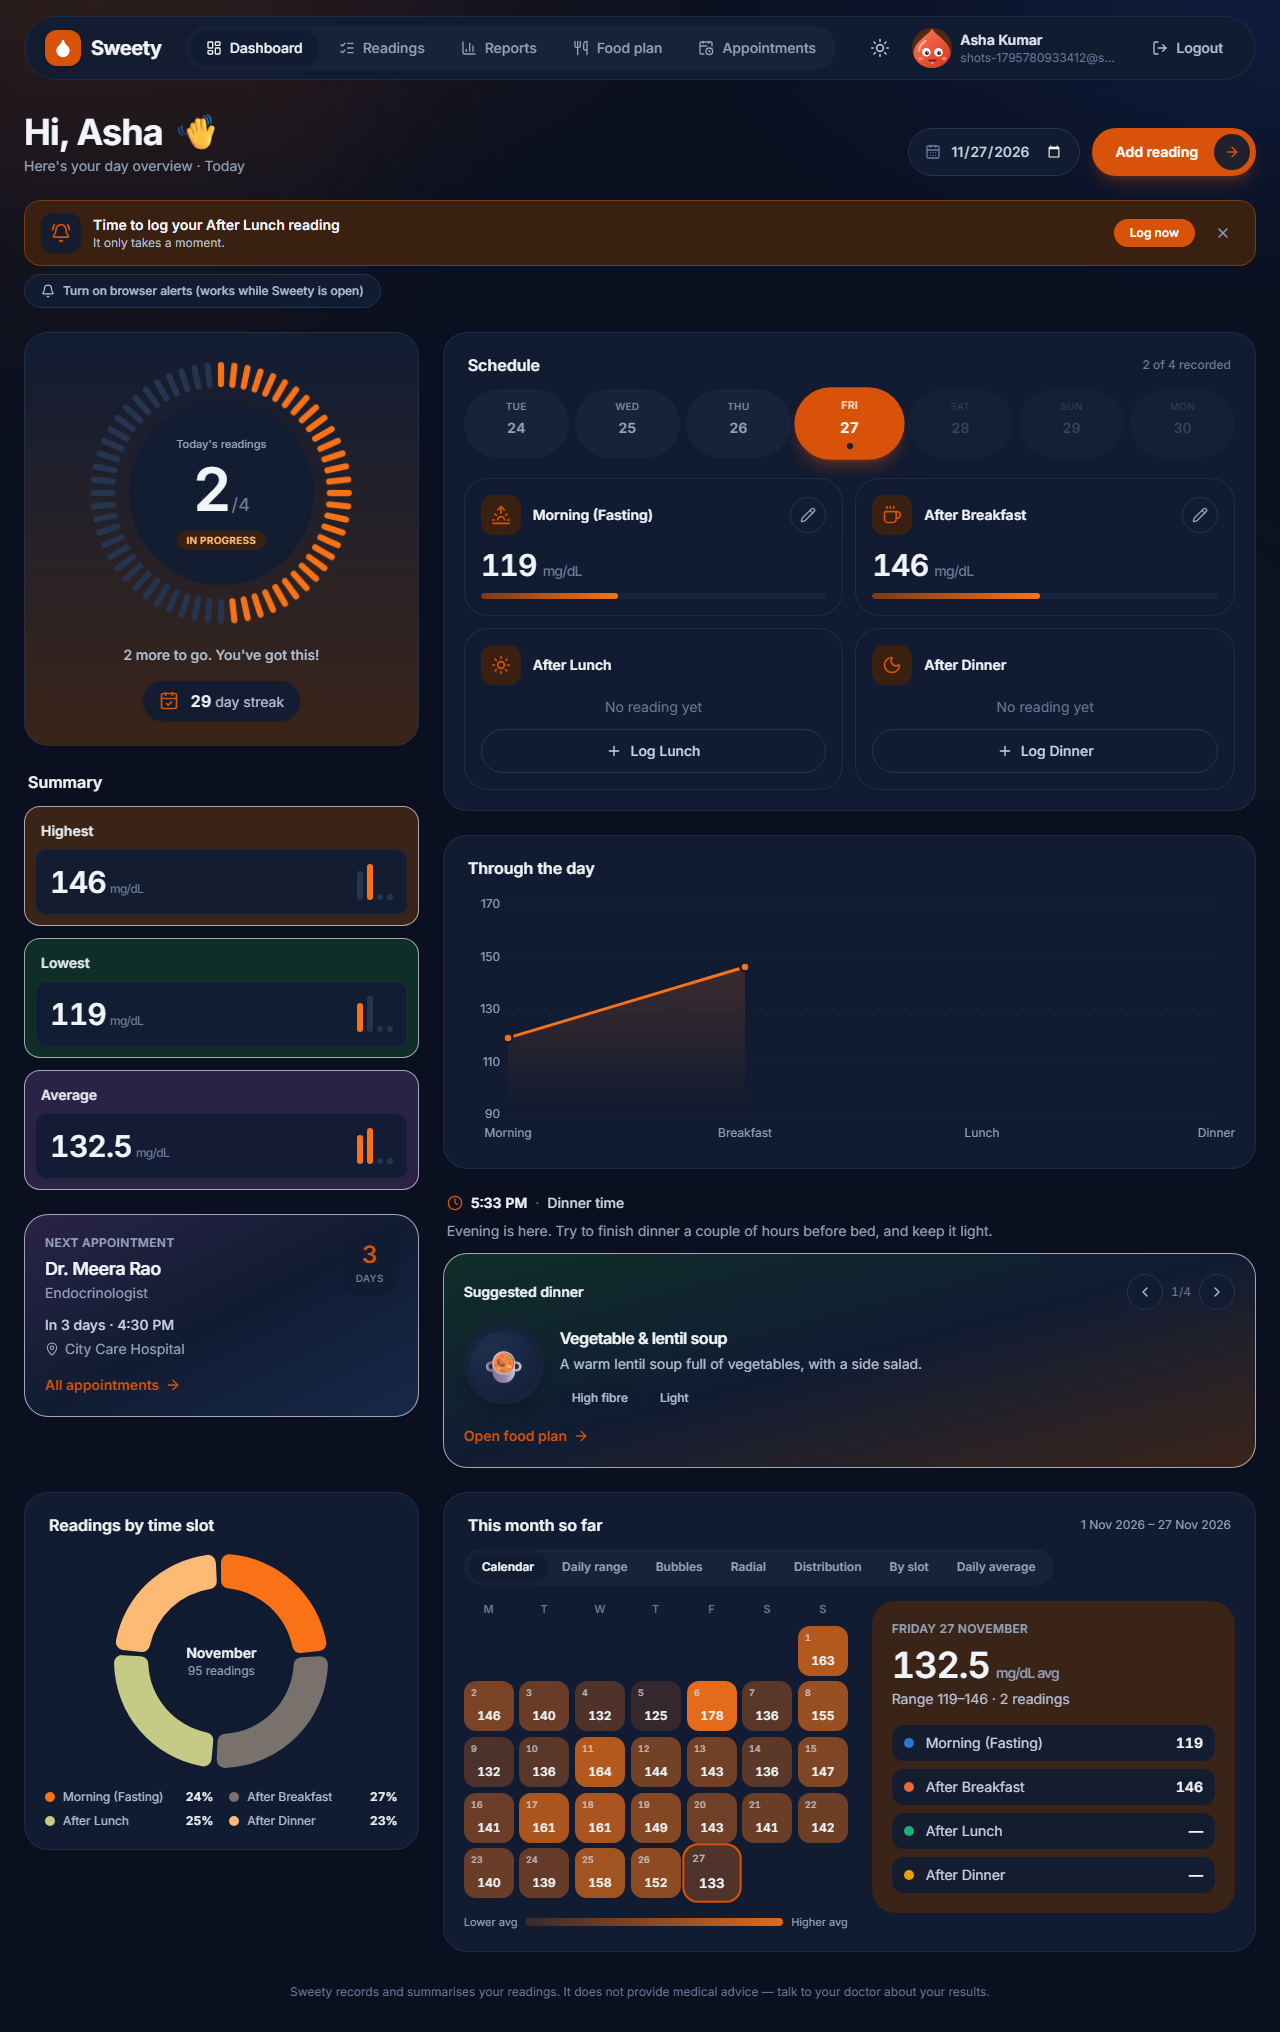 Sweety
Dashboard
Readings
Reports
Food plan
Appointments
Asha Kumar
shots-1795780933412@s...
Logout
Hi, Asha 👋
Here's your day overview · Today
11/27/2026
Add reading
Time to log your After Lunch reading
It only takes a moment.
Log now
Turn on browser alerts (works while Sweety is open)
Today's readings
2/4
IN PROGRESS
2 more to go. You've got this!
29 day streak
Schedule
2 of 4 recorded
TUE 24
WED 25
THU 26
FRI 27
SAT 28
SUN 29
MON 30
Morning (Fasting)
119 mg/dL
After Breakfast
146 mg/dL
After Lunch
No reading yet
+ Log Lunch
After Dinner
No reading yet
+ Log Dinner
Summary
Highest
146 mg/dL
Lowest
119 mg/dL
Average
132.5 mg/dL
Through the day
170
150
130
110
90
Morning
Breakfast
Lunch
Dinner
NEXT APPOINTMENT
Dr. Meera Rao
Endocrinologist
3 DAYS
In 3 days · 4:30 PM
City Care Hospital
All appointments →
5:33 PM · Dinner time
Evening is here. Try to finish dinner a couple of hours before bed, and keep it light.
Suggested dinner
1/4
Vegetable & lentil soup
A warm lentil soup full of vegetables, with a side salad.
High fibre
Light
Open food plan →
Readings by time slot
November
95 readings
Morning (Fasting) 24%
After Breakfast 27%
After Lunch 25%
After Dinner 23%
This month so far
1 Nov 2026 – 27 Nov 2026
Calendar
Daily range
Bubbles
Radial
Distribution
By slot
Daily average
M T W T F S S
1 163
2 146
3 140
4 132
5 125
6 178
7 136
8 155
9 132
10 136
11 164
12 144
13 143
14 136
15 147
16 141
17 161
18 161
19 149
20 143
21 141
22 142
23 140
24 139
25 158
26 152
27 133
Lower avg
Higher avg
FRIDAY 27 NOVEMBER
132.5 mg/dL avg
Range 119–146 · 2 readings
Morning (Fasting) 119
After Breakfast 146
After Lunch —
After Dinner —
Sweety records and summarises your readings. It does not provide medical advice — talk to your doctor about your results.